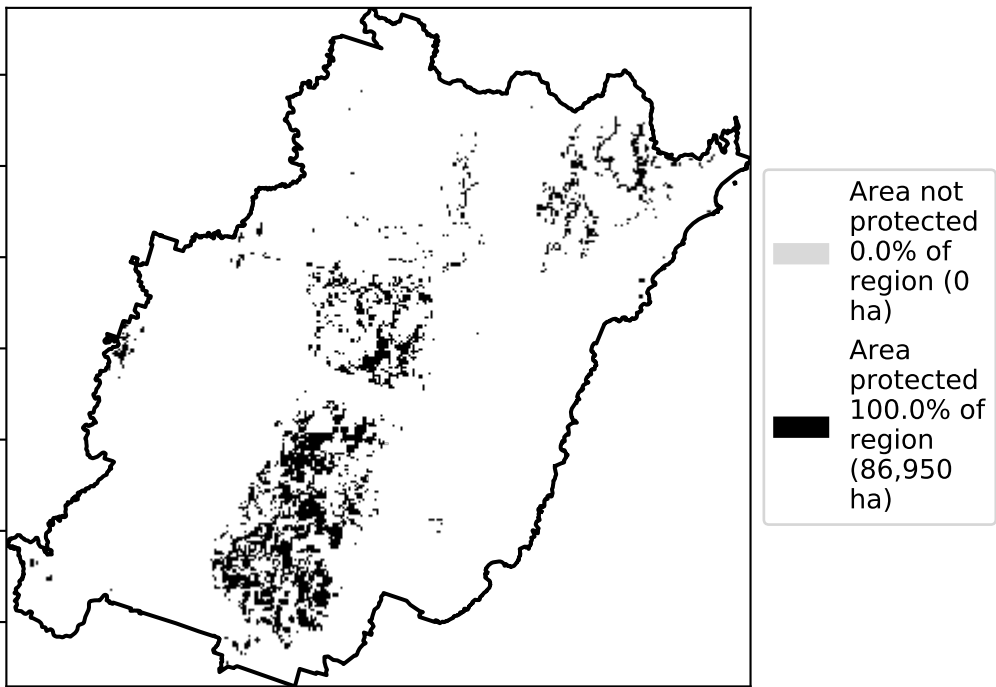 Area not
protected
0.0% of
region (0
ha)
Area
protected
100.0% of
region
(86,950
ha)